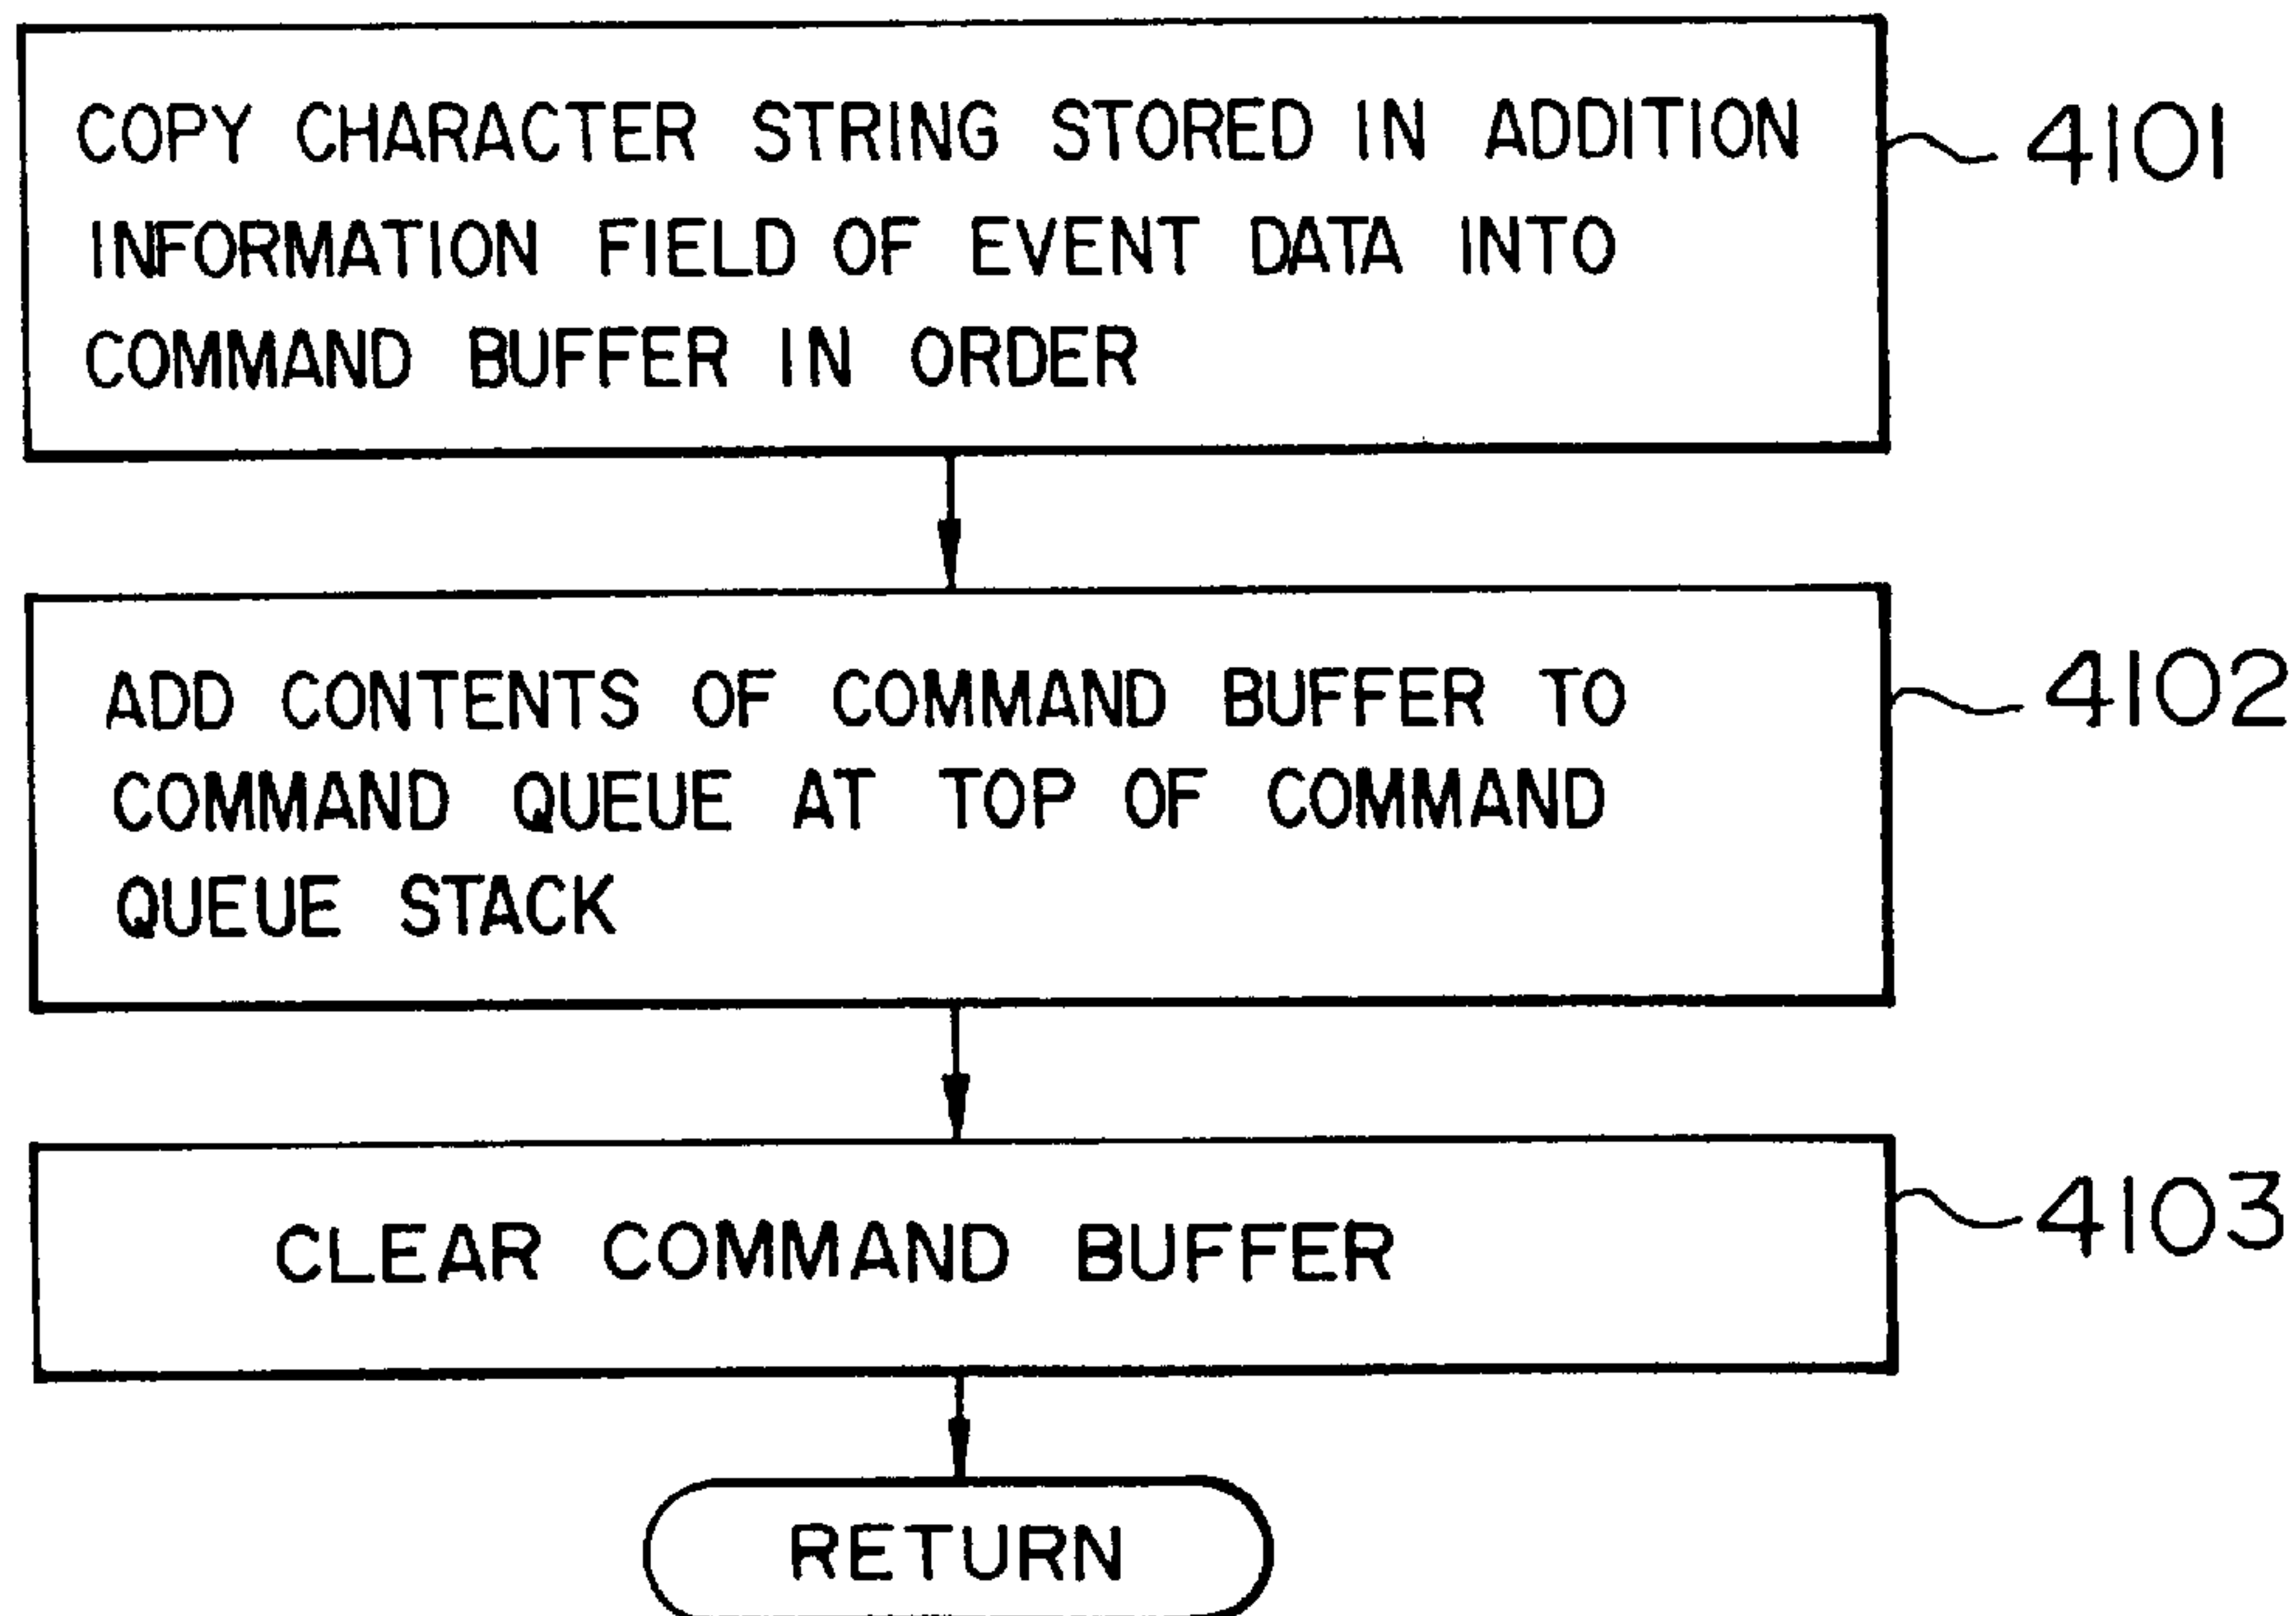 COPY CHARACTER STRING STORED IN ADDITION
4101
INFORMATION FIELD OF EVENT DATA INTO
COMMAND BUFFER IN ORDER
ADD CONTENTS OF COMMAND BUFFER TO
4102
COMMAND QUEUE AT TOP OF COMMAND
QUEUE STACK
CLEAR COMMAND BUFFER
4103
RETURN